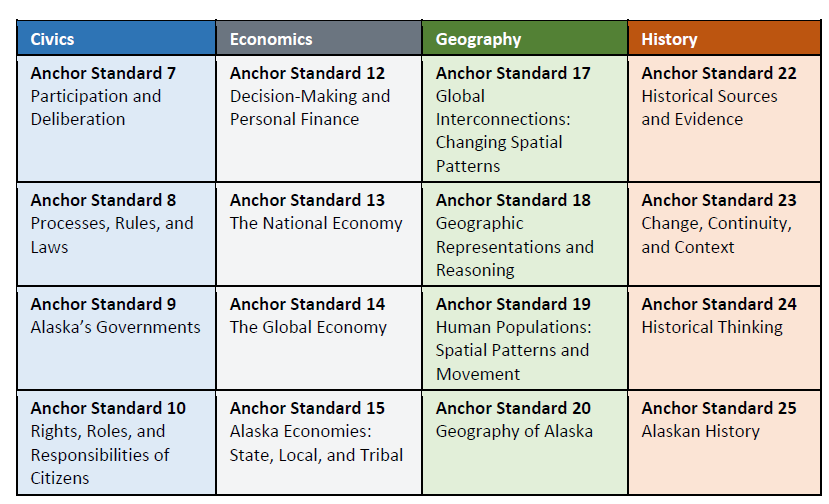 Civics
Economics
Geography
History
Anchor Standard 7
Participation and
Deliberation
Anchor Standard 12
Decision-Making and
Personal Finance
Anchor Standard 17
Global
Interconnections:
Changing Spatial
Patterns
Anchor Standard 22
Historical Sources
and Evidence
Anchor Standard 8
Processes, Rules, and
Laws
Anchor Standard 13
The National Economy
Anchor Standard 18
Geographic
Representations and
Reasoning
Anchor Standard 23
Change, Continuity,
and Context
Anchor Standard 9
Alaska’s Governments
Anchor Standard 14
The Global Economy
Anchor Standard 19
Human Populations:
Spatial Patterns and
Movement
Anchor Standard 24
Historical Thinking
Anchor Standard 10
Rights, Roles, and
Responsibilities of
Citizens
Anchor Standard 15
Alaska Economies:
State, Local, and Tribal
Anchor Standard 20
Geography of Alaska
Anchor Standard 25
Alaskan History